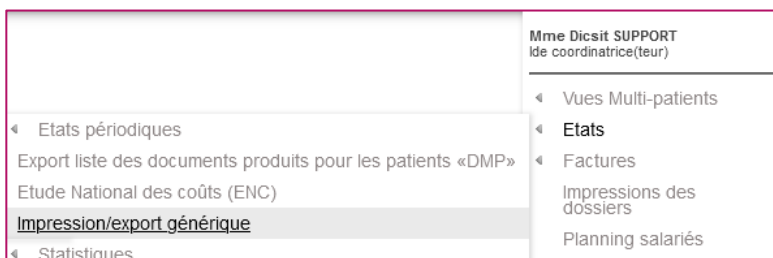 Mme Dicsit SUPPORT
Ide coordinatrice(teur)
Vues Multi-patients
Etats
Factures
Impressions des
dossiers
Planning salariés
Etats périodiques
Export liste des documents produits pour les patients «DMP»
Etude National des coûts (ENC)
Impression/export générique
Statistiques